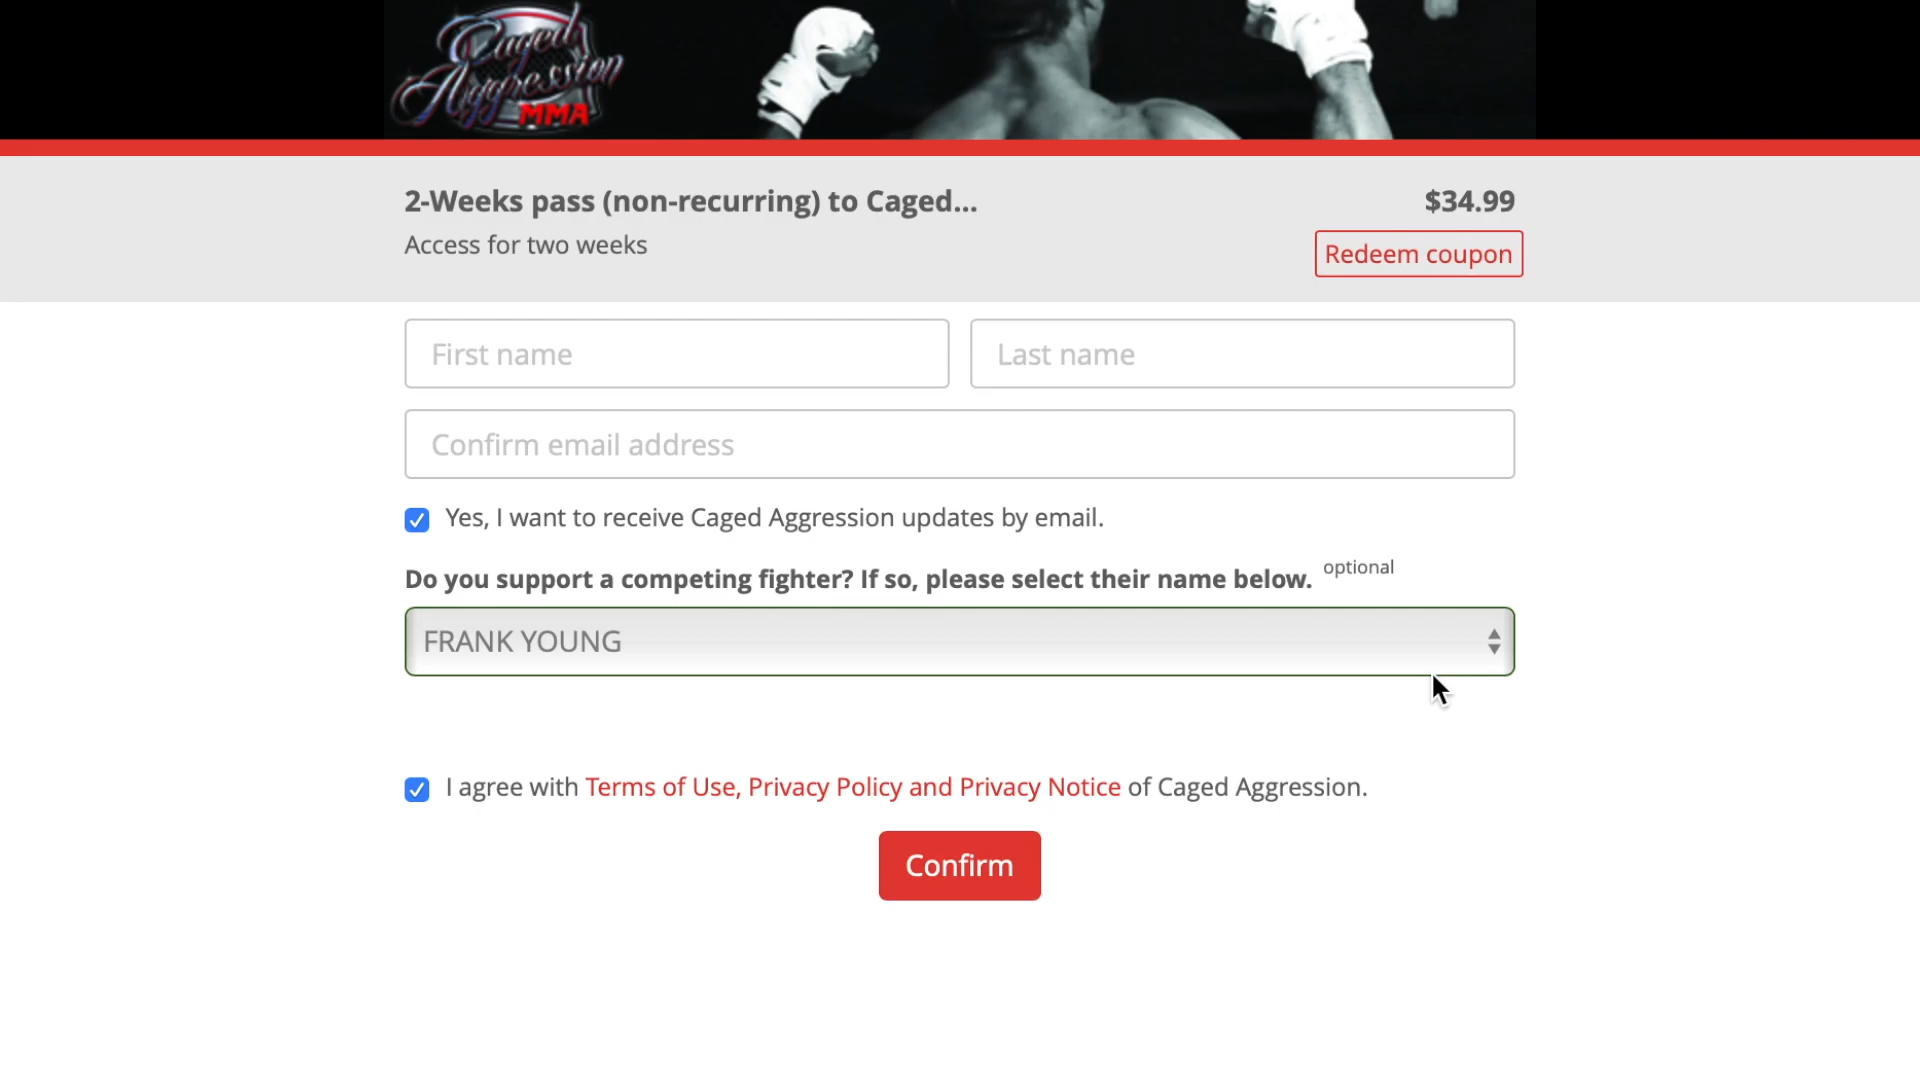 Caged
Aggression
MMA
2-Weeks pass (non-recurring) to Caged...
$34.99
Access for two weeks
Redeem coupon
First name
Last name
Confirm email address
Yes, I want to receive Caged Aggression updates by email.
Do you support a competing fighter? If so, please select their name below. optional
FRANK YOUNG
I agree with Terms of Use, Privacy Policy and Privacy Notice of Caged Aggression.
Confirm